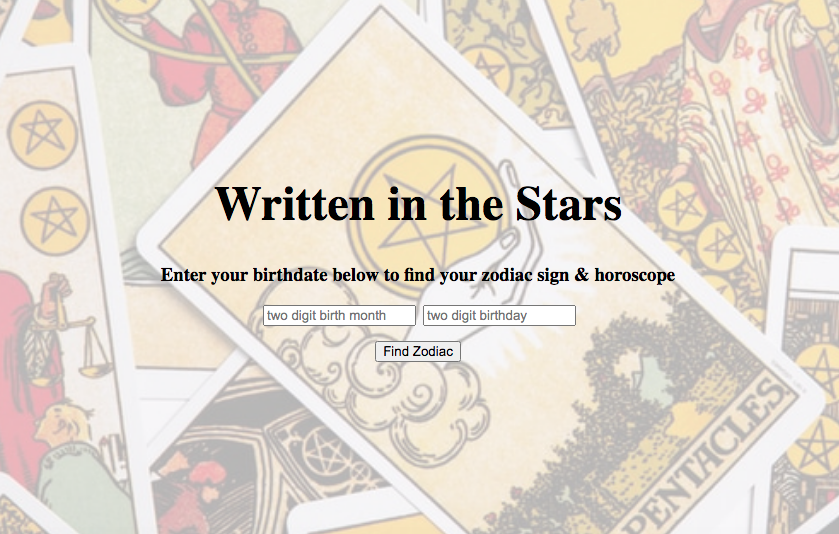 Written in the Stars
Enter your birthdate below to find your zodiac sign & horoscope
two digit birth month
two digit birthday
Find Zodiac
PENTACLES